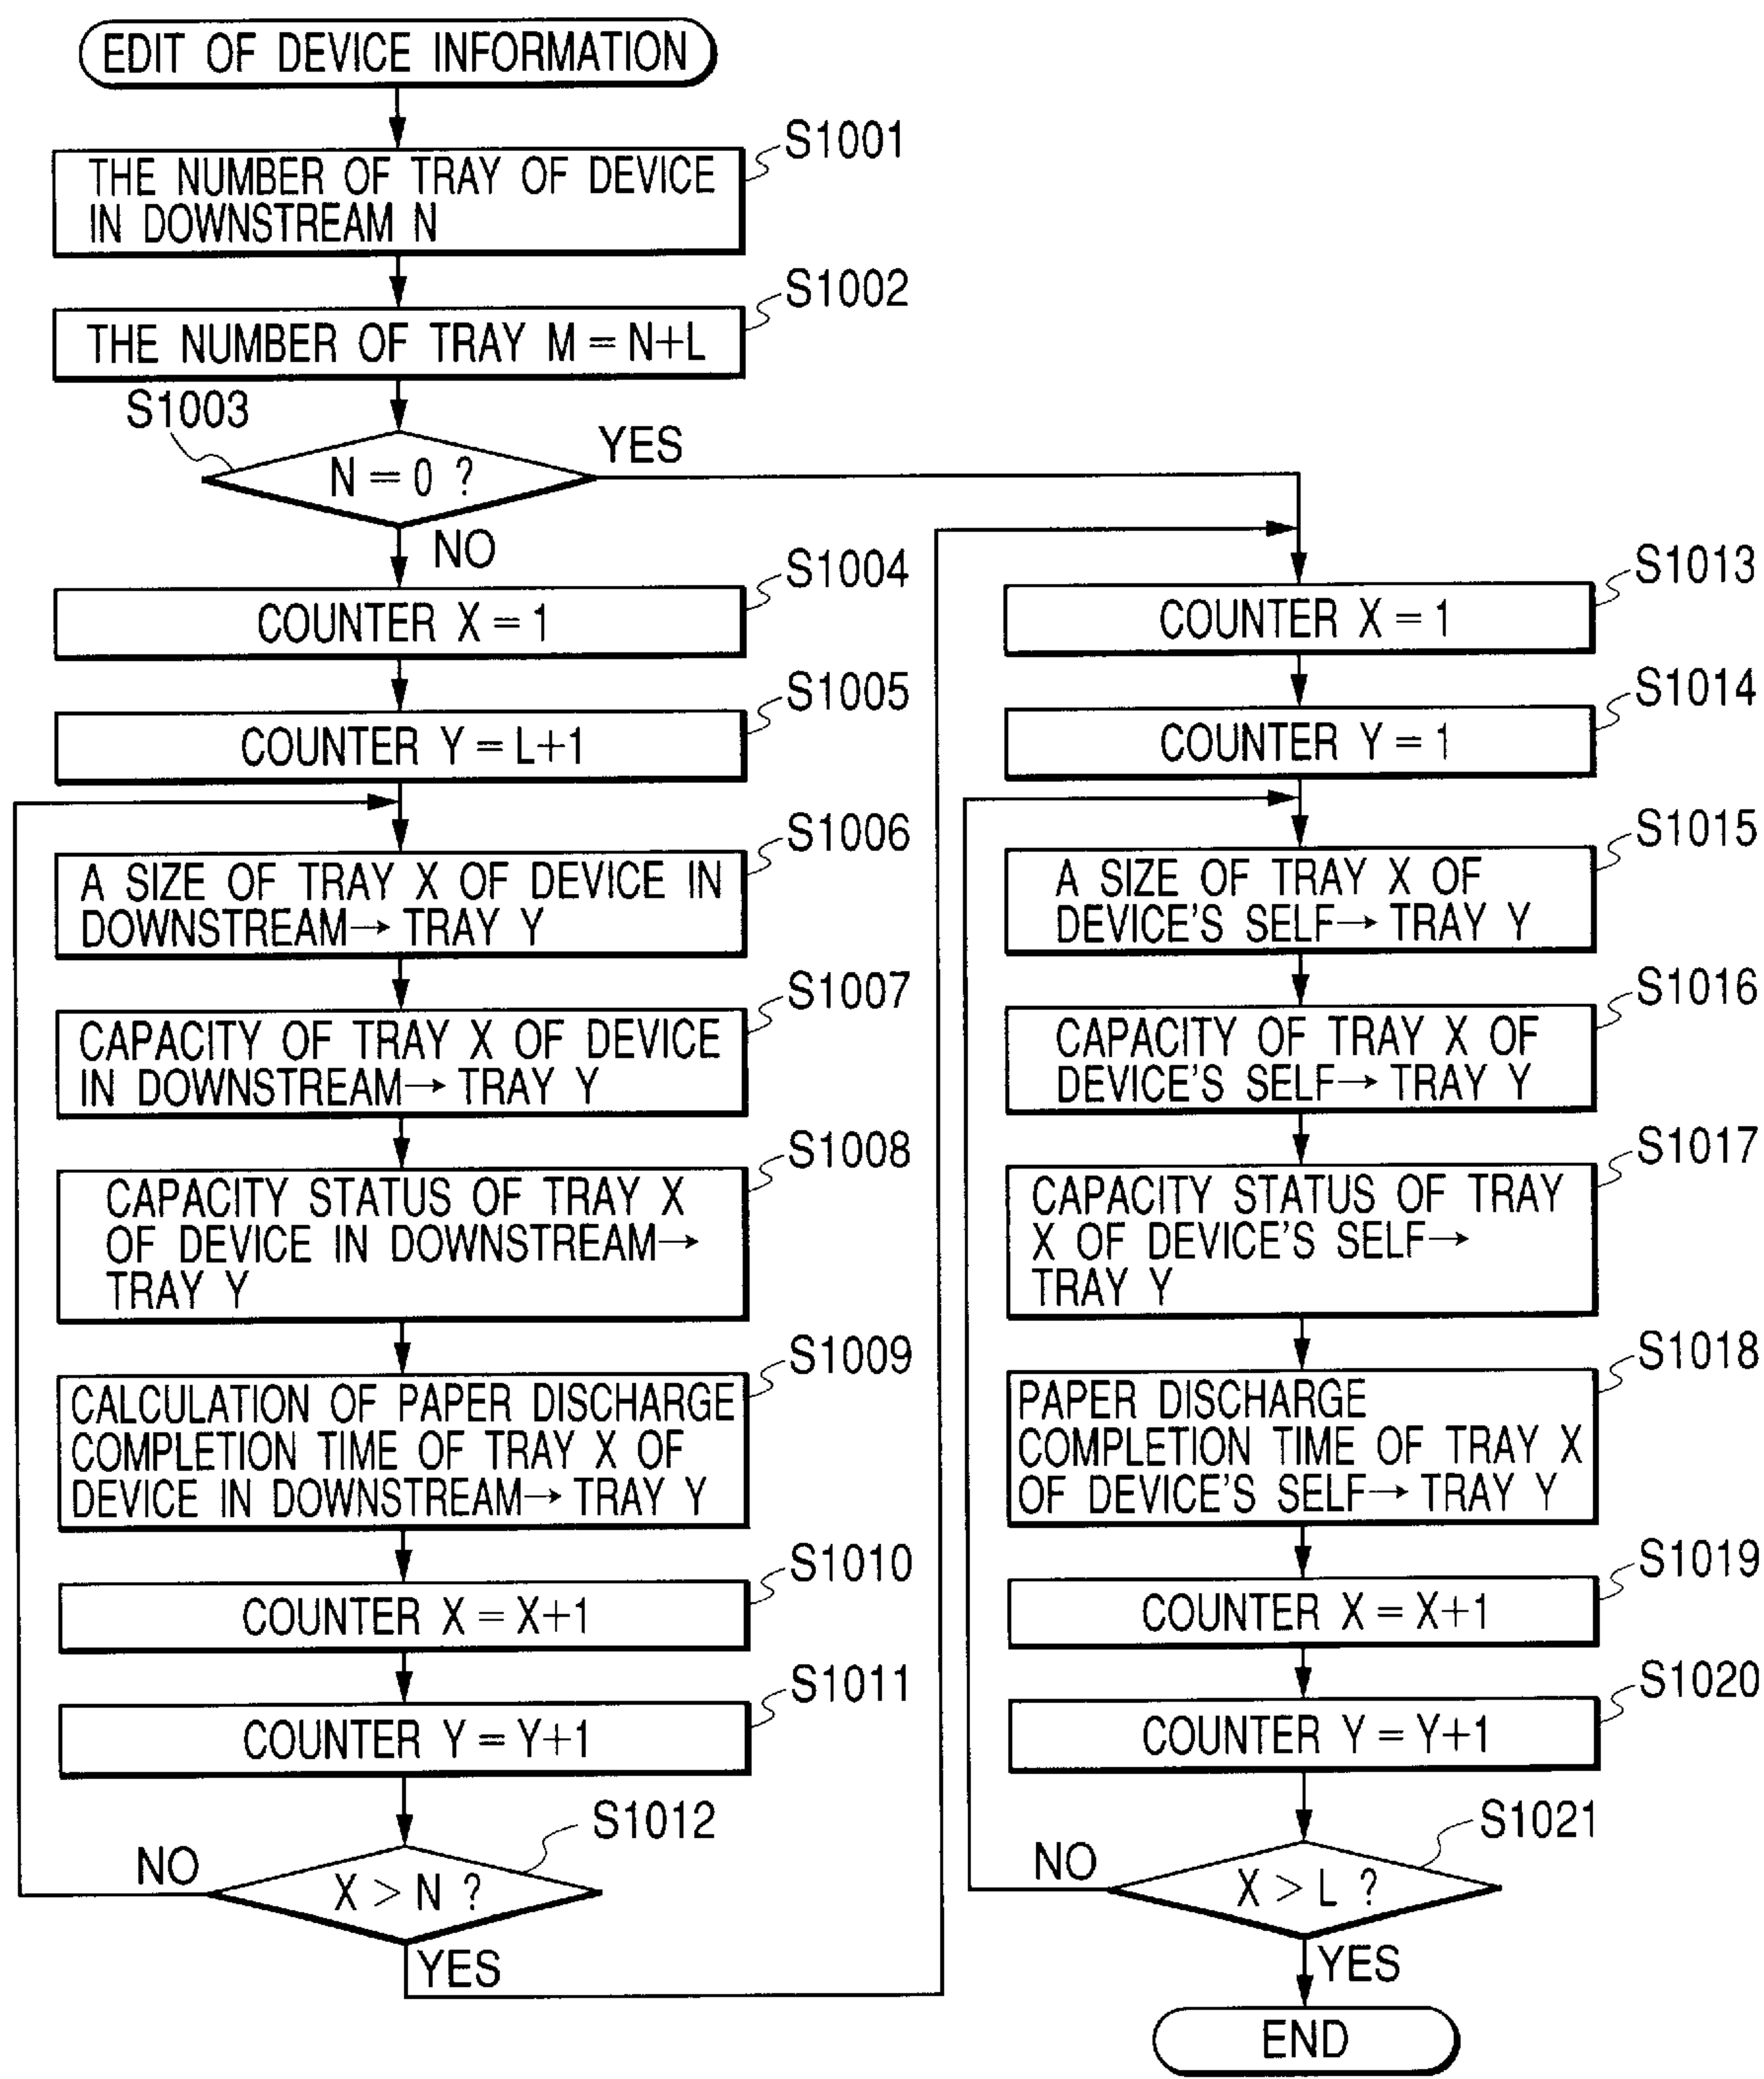 EDIT OF DEVICE INFORMATION
S1001
THE NUMBER OF TRAY OF DEVICE
IN DOWNSTREAM N
S1002
THE NUMBER OF TRAY M = N+L
S1003
N = 0 ?
YES
NO
S1004
COUNTER X = 1
S1005
COUNTER Y = L+1
S1006
A SIZE OF TRAY X OF DEVICE IN
DOWNSTREAM→ TRAY Y
S1007
CAPACITY OF TRAY X OF DEVICE
IN DOWNSTREAM→ TRAY Y
S1008
CAPACITY STATUS OF TRAY X
OF DEVICE IN DOWNSTREAM→
TRAY Y
S1009
CALCULATION OF PAPER DISCHARGE
COMPLETION TIME OF TRAY X OF
DEVICE IN DOWNSTREAM→ TRAY Y
S1010
COUNTER X = X+1
S1011
COUNTER Y = Y+1
S1012
NO
X > N ?
YES
S1013
COUNTER X = 1
S1014
COUNTER Y = 1
S1015
A SIZE OF TRAY X OF
DEVICE'S SELF→ TRAY Y
S1016
CAPACITY OF TRAY X OF
DEVICE'S SELF→ TRAY Y
S1017
CAPACITY STATUS OF TRAY
X OF DEVICE'S SELF→
TRAY Y
S1018
PAPER DISCHARGE
COMPLETION TIME OF TRAY X
OF DEVICE'S SELF→ TRAY Y
S1019
COUNTER X = X+1
S1020
COUNTER Y = Y+1
S1021
NO
X > L ?
YES
END